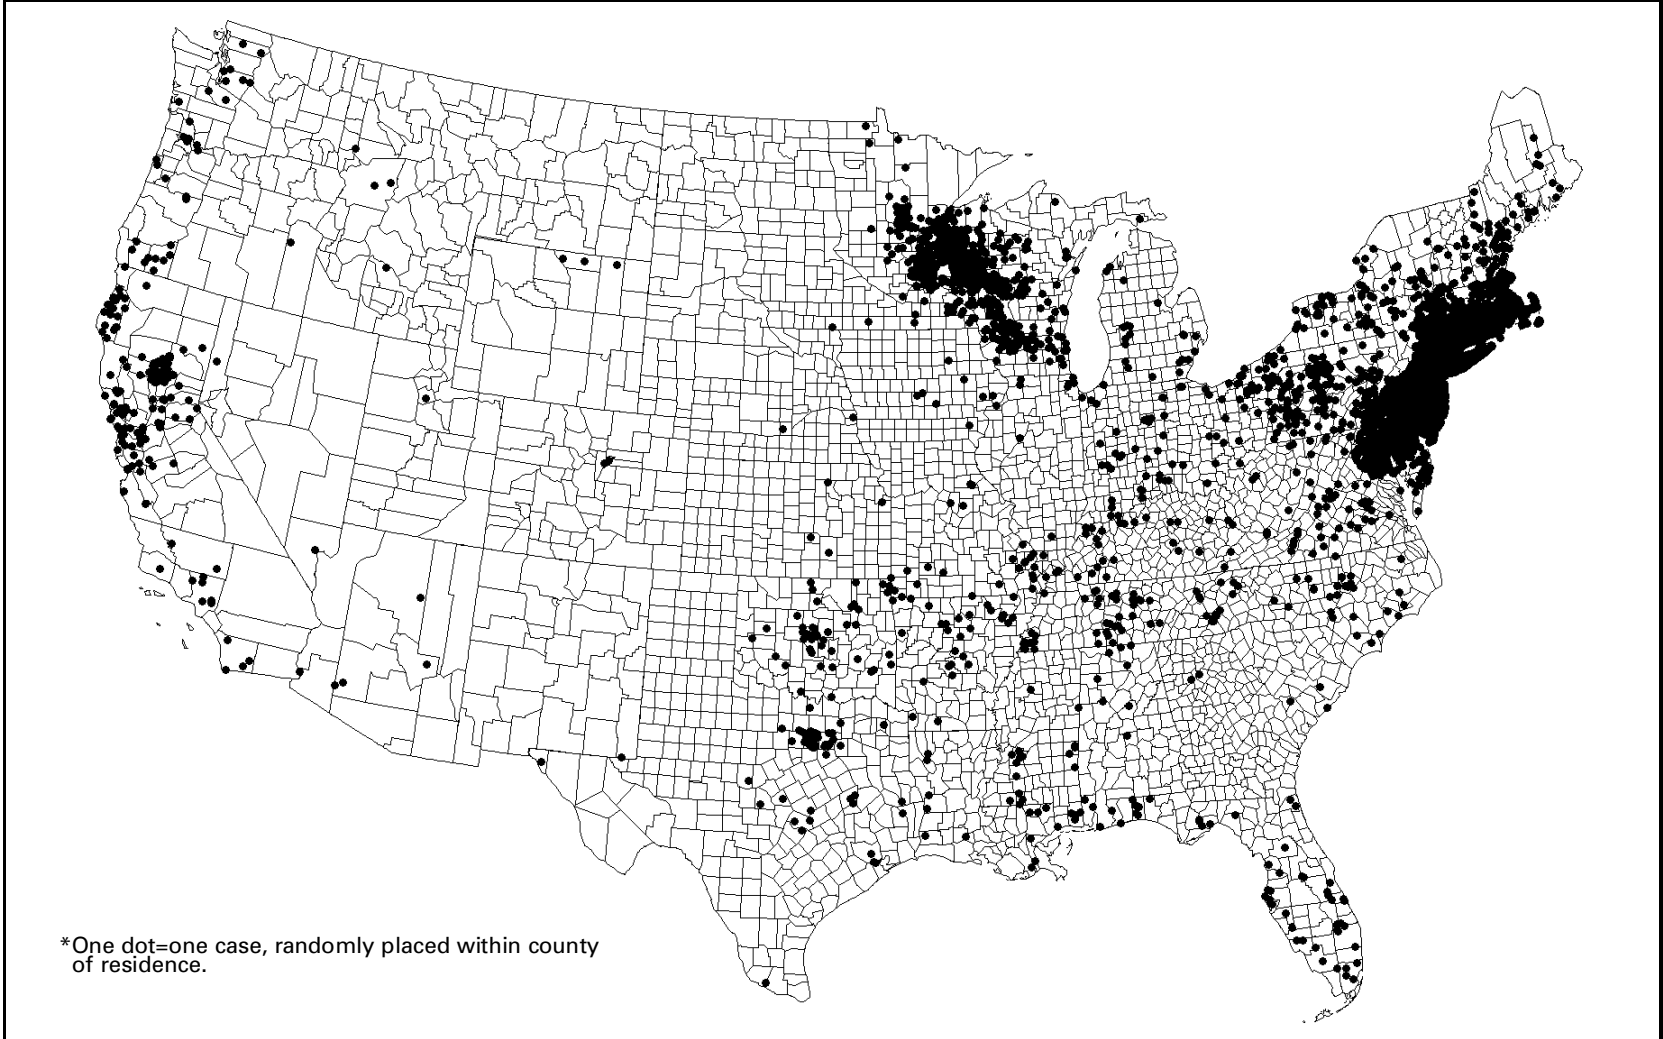 *One dot=one case, randomly placed within county
of residence.